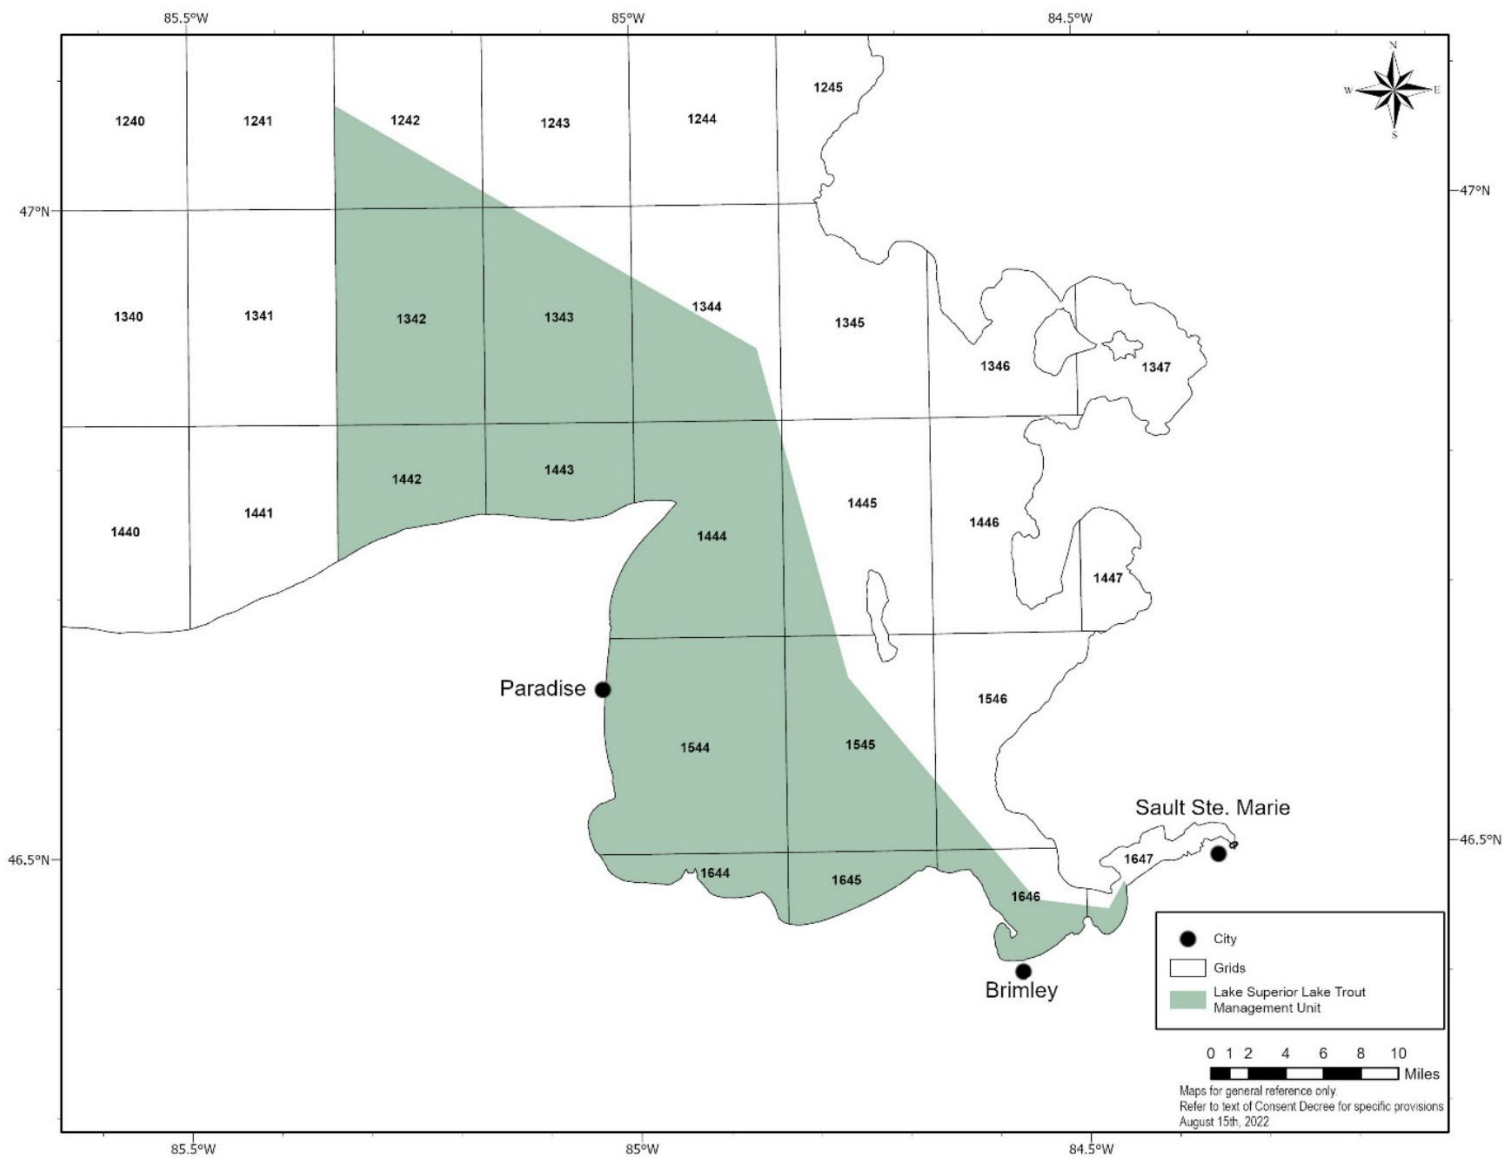 85.5°W 85°W 84.5°W
N
W E
S
1245
1240 1241 1242 1243 1244
47°N 47°N
1340 1341 1342 1343 1344 1345
1346 1347
1440 1441 1442 1443 1444 1445 1446
1447
Paradise
1546
1544 1545
Sault Ste. Marie
46.5°N 46.5°N
1644 1645 1646 1647
Brimley
City
Grids
Lake Superior Lake Trout
Management Unit
0 1 2 4 6 8 10
Miles
Maps for general reference only.
Refer to text of Consent Decree for specific provisions
August 15th, 2022
85.5°W 85°W 84.5°W